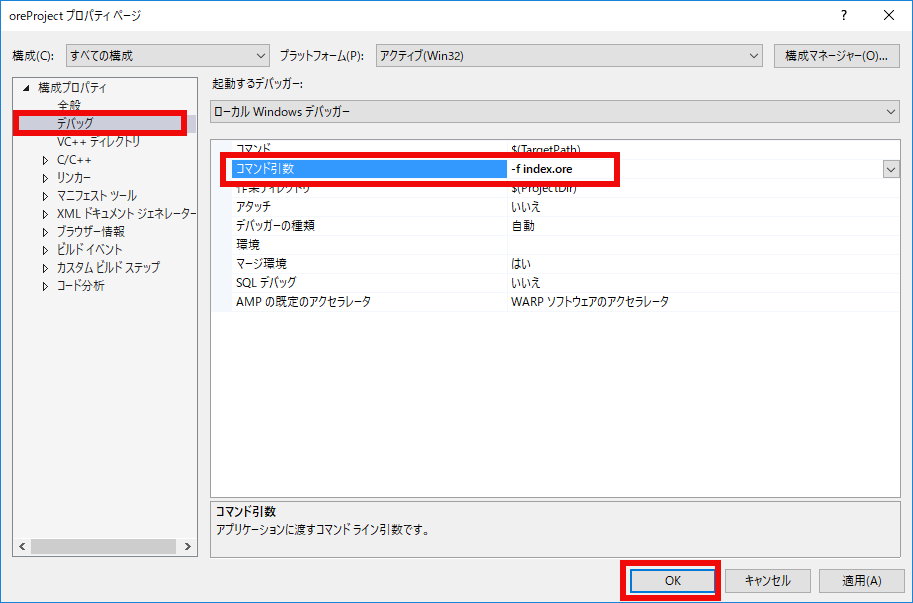 oreProject プロパティ ページ
?
構成(C): すべての構成 プラットフォーム(P): アクティブ(Win32) 構成マネージャー(O)...
構成プロパティ
全般
デバッグ
VC++ ディレクトリ
C/C++
リンカー
マニフェスト ツール
XML ドキュメント ジェネレーター
ブラウザー情報
ビルド イベント
カスタム ビルド ステップ
コード分析
起動するデバッガー:
ローカル Windows デバッガー
コマンド $(TargetPath)
コマンド引数 -f index.ore
作業ディレクトリ $(ProjectDir)
アタッチ いいえ
デバッガーの種類 自動
環境
マージ環境 はい
SQL デバッグ いいえ
AMP の既定のアクセラレータ WARP ソフトウェアのアクセラレータ
コマンド引数
アプリケーションに渡すコマンド ライン引数です。
OK キャンセル 適用(A)